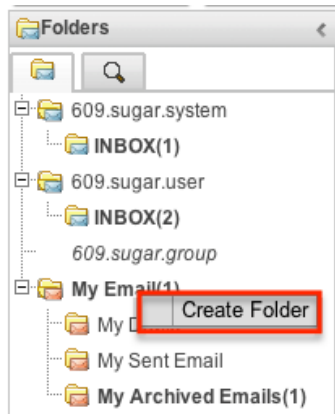 Folders
609.sugar.system
INBOX(1)
609.sugar.user
INBOX(2)
609.sugar.group
My Email(1)
Create Folder
My
My Sent Email
My Archived Emails(1)